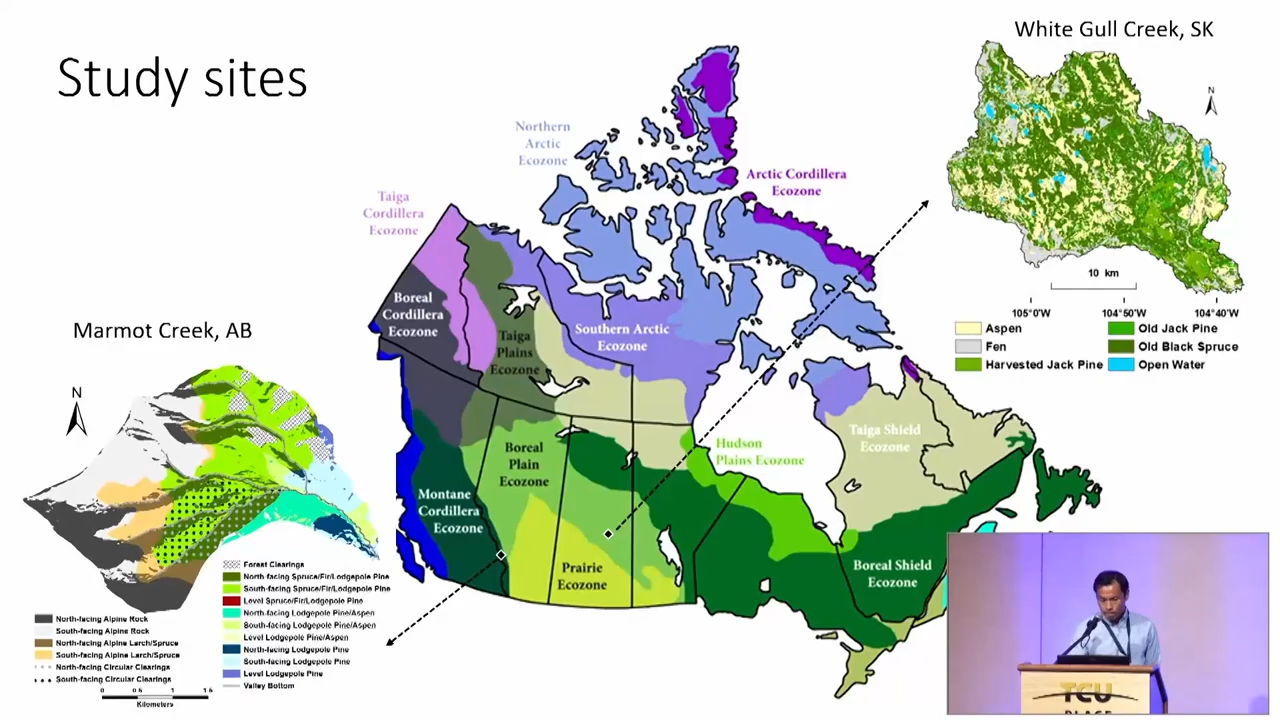 Study sites
White Gull Creek, SK
N
10 km
105°0'W 104°50'W 104°40'W
Aspen
Fen
Harvested Jack Pine
Old Jack Pine
Old Black Spruce
Open Water
Northern
Arctic
Ecozone
Arctic Cordillera
Ecozone
Taiga
Cordillera
Ecozone
Boreal
Cordillera
Ecozone
Taiga
Plains
Ecozone
Southern Arctic
Ecozone
Taiga Shield
Ecozone
Hudson
Plains Ecozone
Boreal
Plain
Ecozone
Montane
Cordillera
Ecozone
Prairie
Ecozone
Boreal Shield
Ecozone
Marmot Creek, AB
N
Forest Clearings
North-facing Spruce/Fir/Lodgepole Pine
South-facing Spruce/Fir/Lodgepole Pine
Level Spruce/Fir/Lodgepole Pine
North-facing Lodgepole Pine/Aspen
South-facing Lodgepole Pine/Aspen
Level Lodgepole Pine/Aspen
North-facing Lodgepole Pine
South-facing Lodgepole Pine
Level Lodgepole Pine
Valley Bottom
North-facing Alpine Rock
South-facing Alpine Rock
North-facing Alpine Larch/Spruce
South-facing Alpine Larch/Spruce
North-facing Circular Clearings
South-facing Circular Clearings
0 0.5 1 1.5
Kilometers
TCU
PLACE